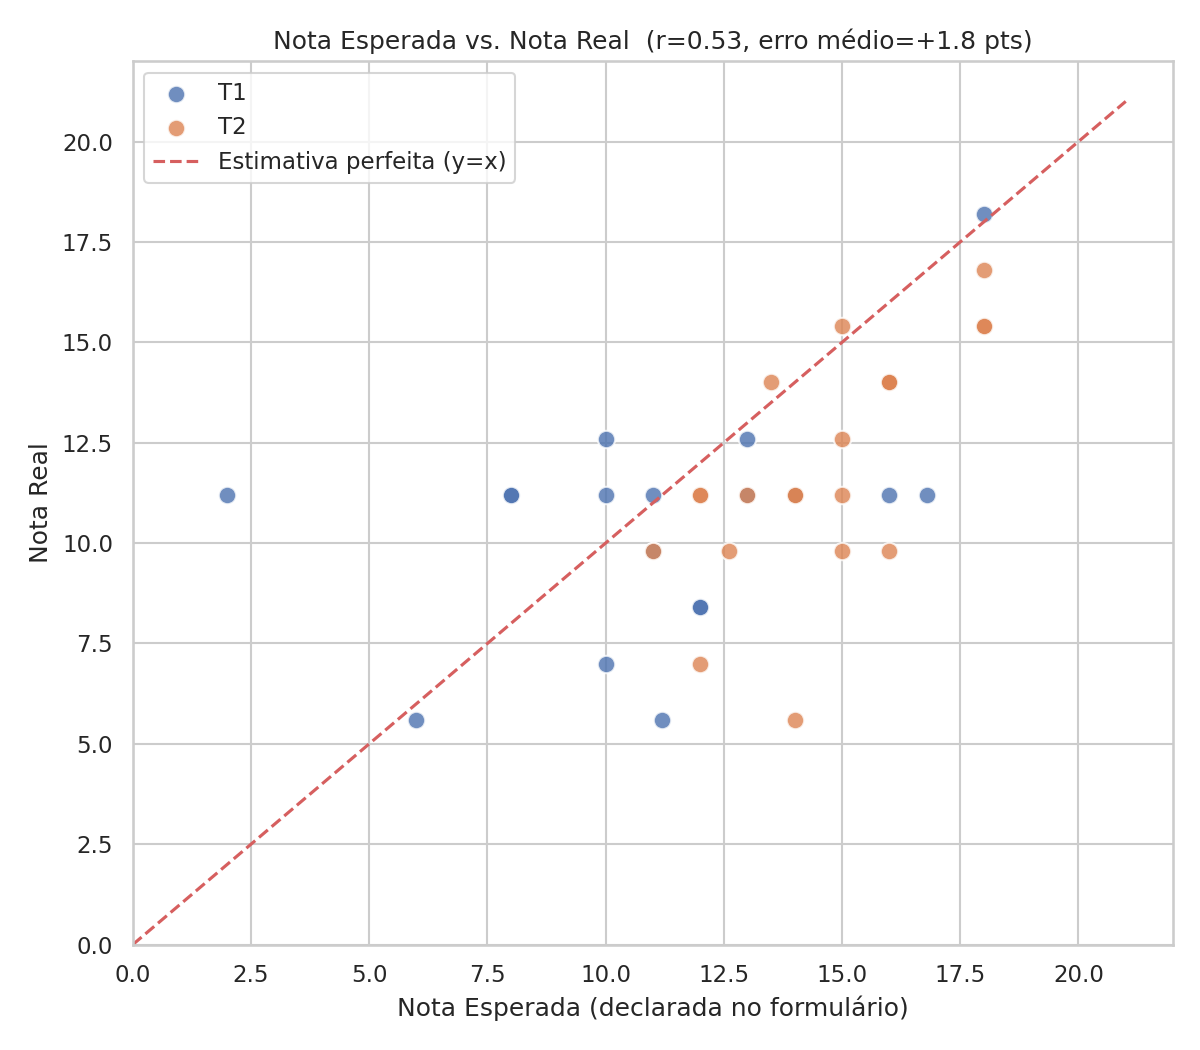 Nota Esperada vs. Nota Real  (r=0.53, erro médio=+1.8 pts)
T1
T2
Estimativa perfeita (y=x)
20.0
17.5
15.0
12.5
10.0
7.5
5.0
2.5
0.0
Nota Real
0.0 2.5 5.0 7.5 10.0 12.5 15.0 17.5 20.0
Nota Esperada (declarada no formulário)